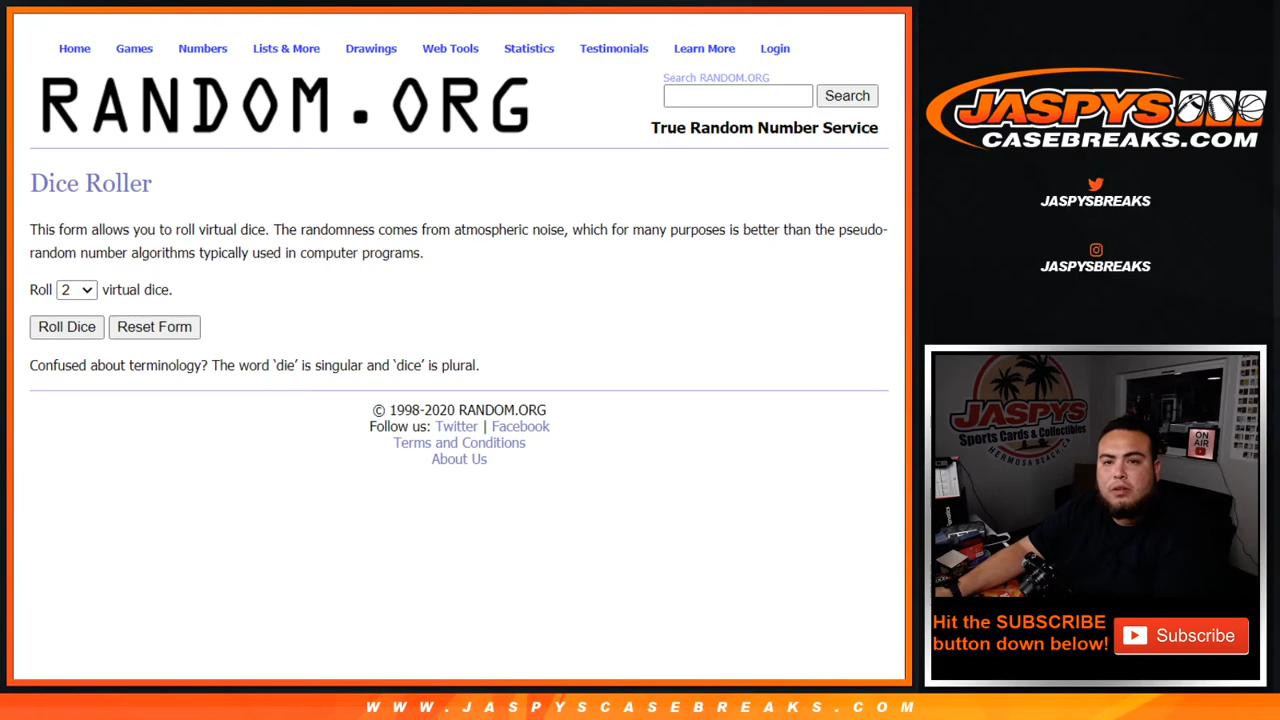 Home Games Numbers Lists & More Drawings Web Tools Statistics Testimonials Learn More Login
RANDOM.ORG
Search RANDOM.ORG
Search
True Random Number Service
Dice Roller
This form allows you to roll virtual dice. The randomness comes from atmospheric noise, which for many purposes is better than the pseudo-
random number algorithms typically used in computer programs.
Roll 2 virtual dice.
Roll Dice Reset Form
Confused about terminology? The word ‘die’ is singular and ‘dice’ is plural.
© 1998-2020 RANDOM.ORG
Follow us: Twitter | Facebook
Terms and Conditions
About Us
JASPYS
CASEBREAKS.COM
JASPYSBREAKS
JASPYSBREAKS
JASPYS
Sports Cards & Collectibles
HERMOSA BEACH, CA
ON
AIR
Hit the SUBSCRIBE
button down below!
Subscribe
WWW.JASPYSCASEBREAKS.COM